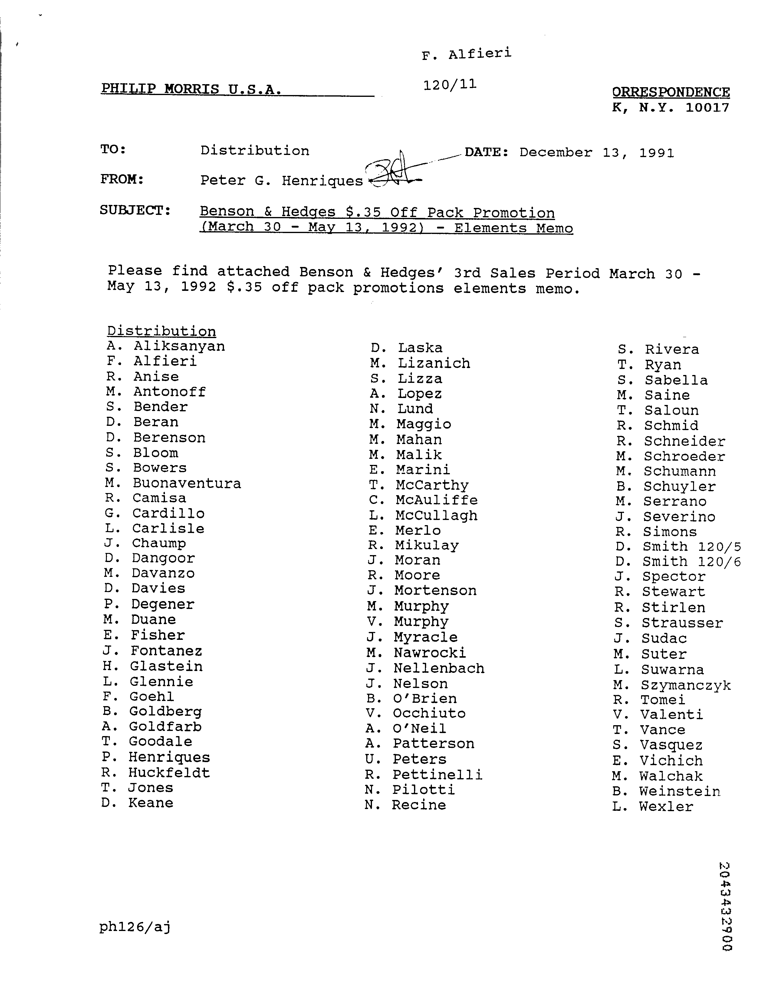 F. Alfieri
120/11
PHILIP MORRIS U.S.A.
ORRESPONDENCE
K, N.Y. 10017
TO: Distribution DATE: December 13, 1991
FROM: Peter G. Henriques
SUBJECT: Benson & Hedges $.35 Off Pack Promotion
(March 30 - May 13, 1992) - Elements Memo
Please find attached Benson & Hedges' 3rd Sales Period March 30 -
May 13, 1992 $.35 off pack promotions elements memo.
Distribution
A. Aliksanyan
F. Alfieri
R. Anise
M. Antonoff
S. Bender
D. Beran
D. Berenson
S. Bloom
S. Bowers
M. Buonaventura
R. Camisa
G. Cardillo
L. Carlisle
J. Chaump
D. Dangoor
M. Davanzo
D. Davies
P. Degener
M. Duane
E. Fisher
J. Fontanez
H. Glastein
L. Glennie
F. Goehl
B. Goldberg
A. Goldfarb
T. Goodale
P. Henriques
R. Huckfeldt
T. Jones
D. Keane
D. Laska
M. Lizanich
S. Lizza
A. Lopez
N. Lund
M. Maggio
M. Mahan
M. Malik
E. Marini
T. McCarthy
C. McAuliffe
L. McCullagh
E. Merlo
R. Mikulay
J. Moran
R. Moore
J. Mortenson
M. Murphy
V. Murphy
J. Myracle
M. Nawrocki
J. Nellenbach
J. Nelson
B. O'Brien
V. Occhiuto
A. O'Neil
A. Patterson
U. Peters
R. Pettinelli
N. Pilotti
N. Recine
S. Rivera
T. Ryan
S. Sabella
M. Saine
T. Saloun
R. Schmid
R. Schneider
M. Schroeder
M. Schumann
B. Schuyler
M. Serrano
J. Severino
R. Simons
D. Smith 120/5
D. Smith 120/6
J. Spector
R. Stewart
R. Stirlen
S. Strausser
J. Sudac
M. Suter
L. Suwarna
M. Szymanczyk
R. Tomei
V. Valenti
T. Vance
S. Vasquez
E. Vichich
M. Walchak
B. Weinstein
L. Wexler
ph126/aj
2043432900